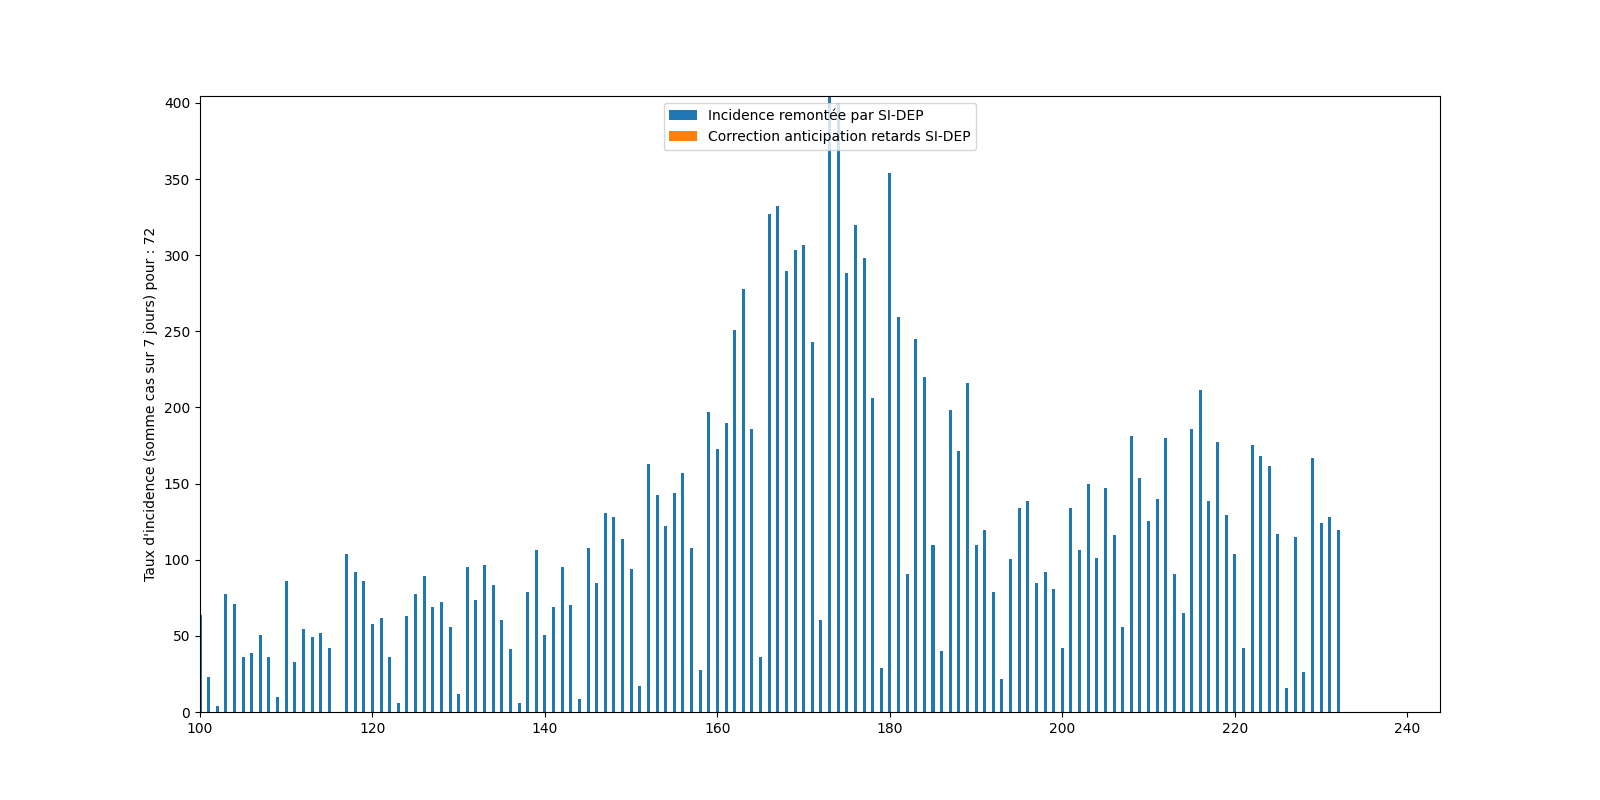 Incidence remontée par SI-DEP
Correction anticipation retards SI-DEP
Taux d'incidence (somme cas sur 7 jours) pour : 72
400
350
300
250
200
150
100
50
0
100 120 140 160 180 200 220 240